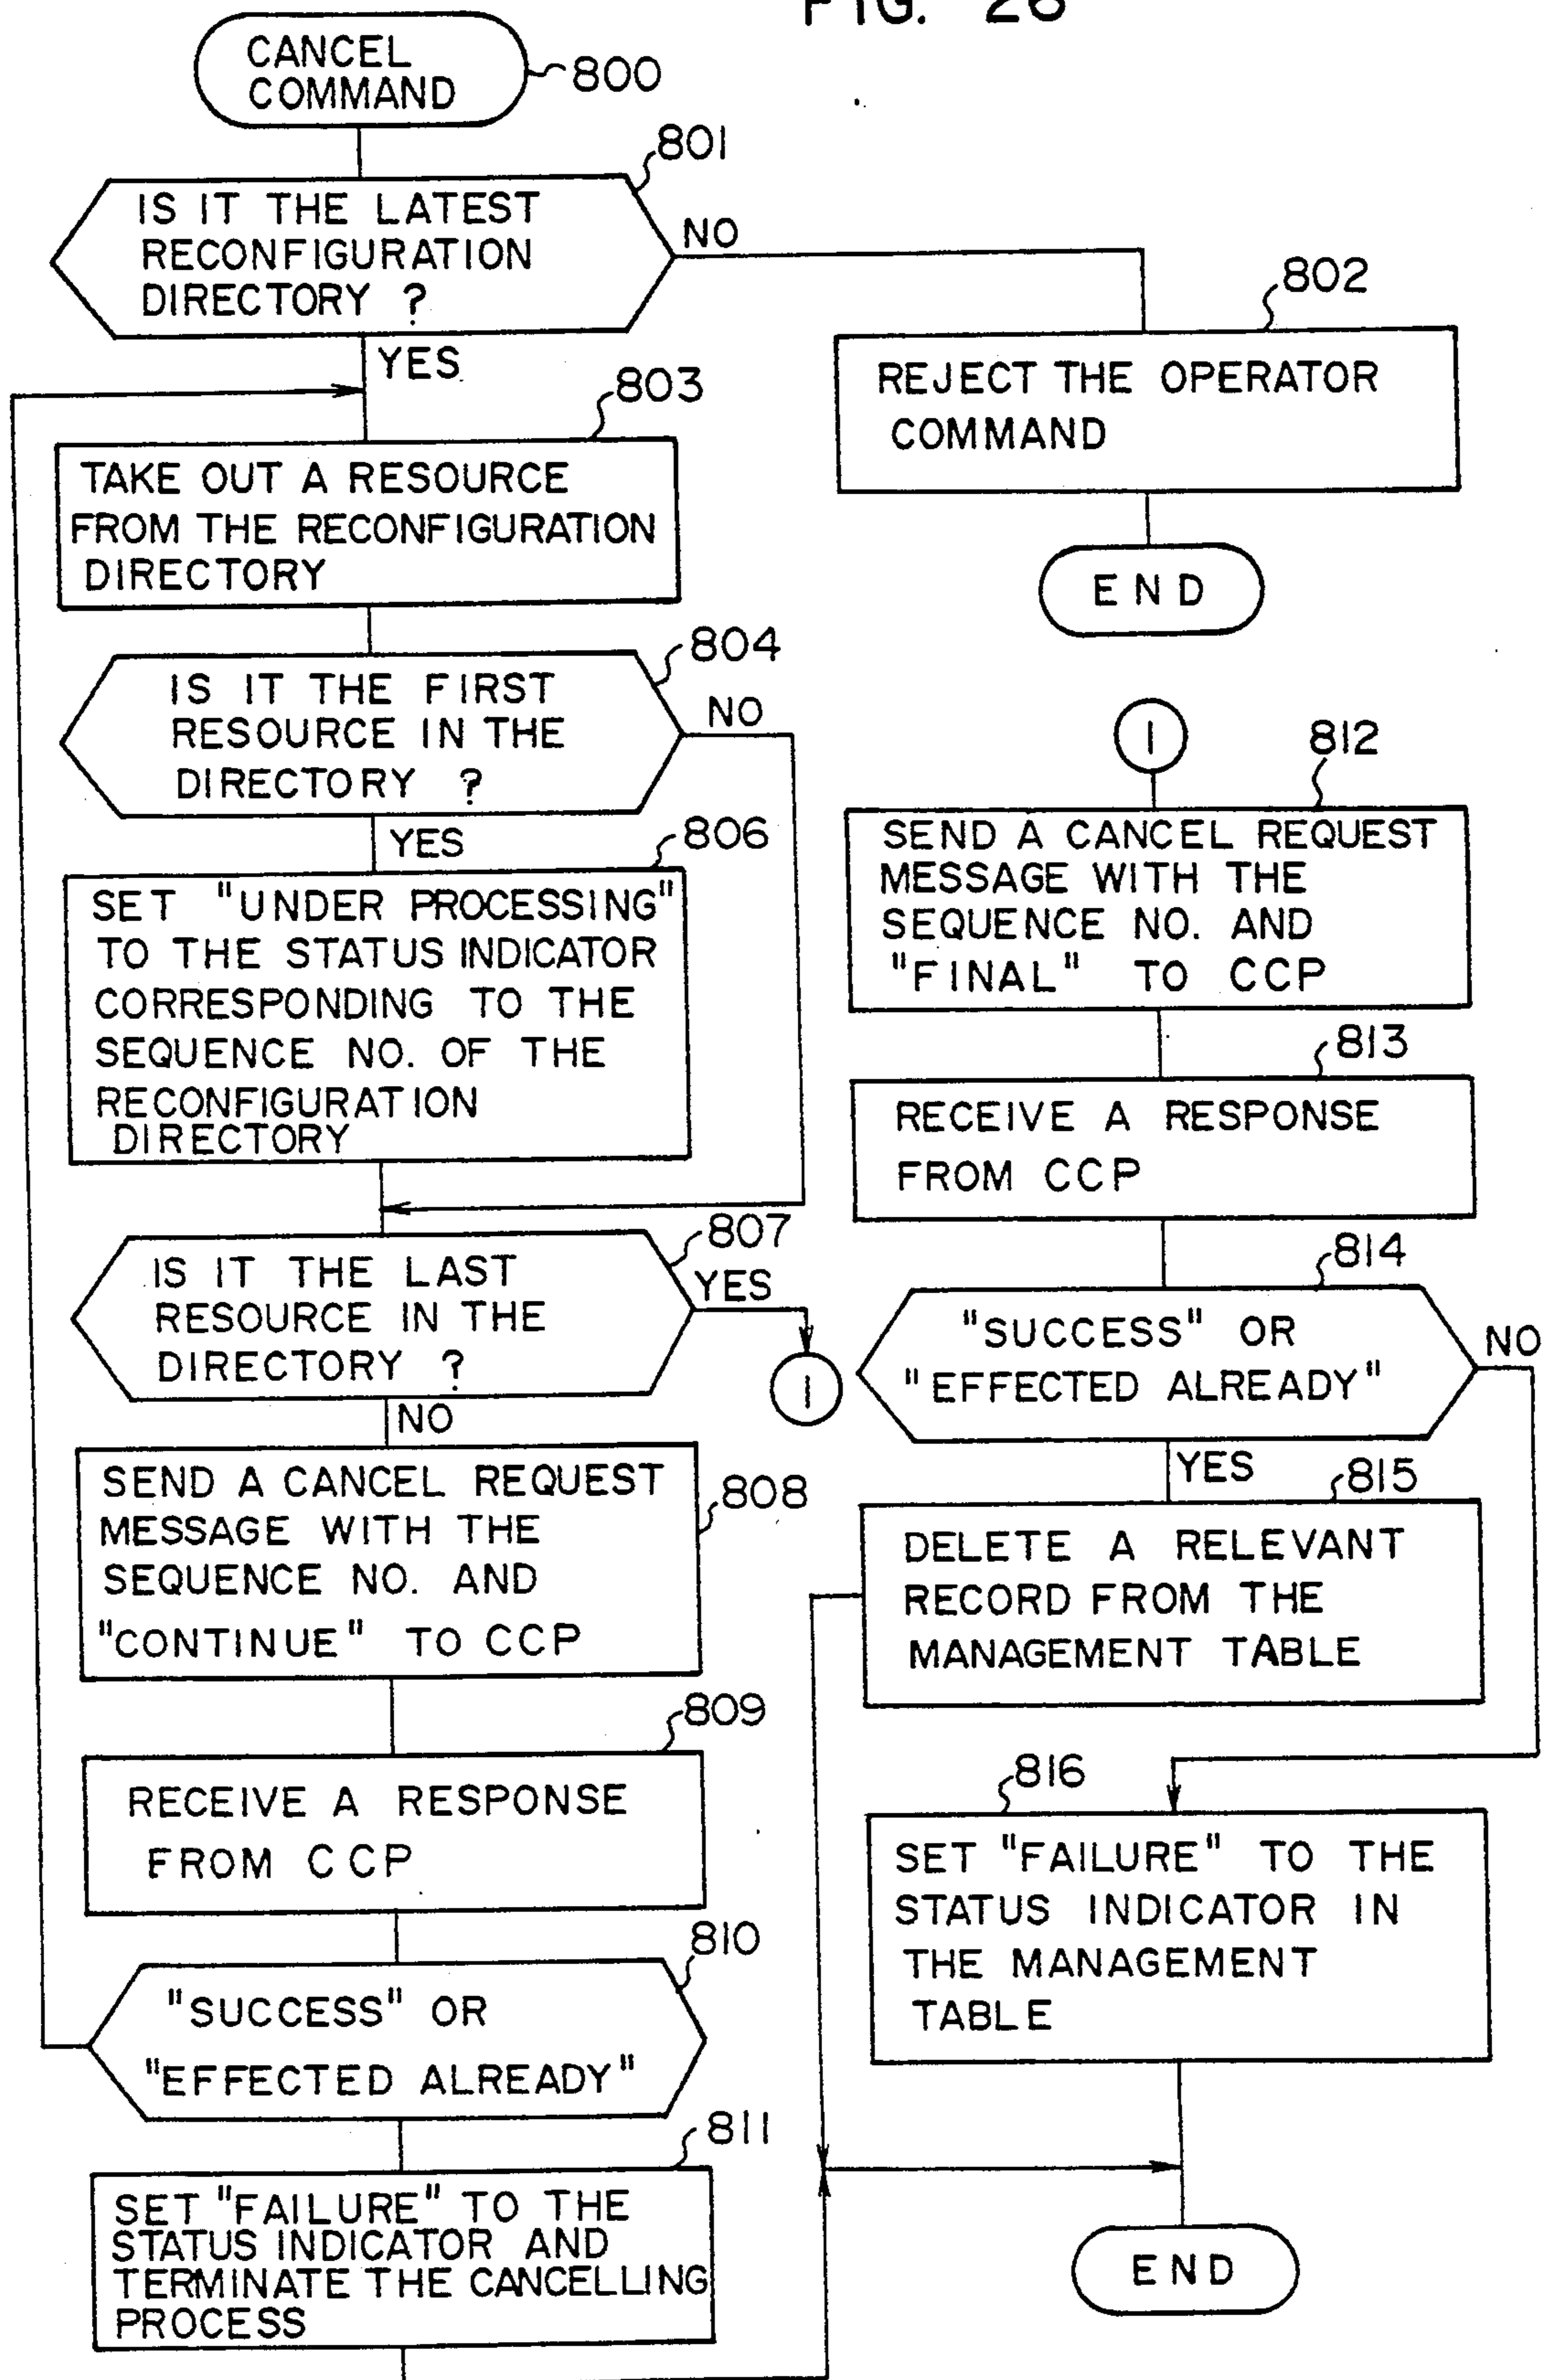 FIG. 26
CANCEL
COMMAND
800
801
IS IT THE LATEST
RECONFIGURATION
DIRECTORY ?
NO
YES
802
REJECT THE OPERATOR
COMMAND
END
803
TAKE OUT A RESOURCE
FROM THE RECONFIGURATION
DIRECTORY
804
IS IT THE FIRST
RESOURCE IN THE
DIRECTORY ?
NO
YES
806
SET "UNDER PROCESSING"
TO THE STATUS INDICATOR
CORRESPONDING TO THE
SEQUENCE NO. OF THE
RECONFIGURATION
DIRECTORY
807
IS IT THE LAST
RESOURCE IN THE
DIRECTORY ?
YES
1
NO
808
SEND A CANCEL REQUEST
MESSAGE WITH THE
SEQUENCE NO. AND
"CONTINUE" TO CCP
809
RECEIVE A RESPONSE
FROM CCP
810
"SUCCESS" OR
"EFFECTED ALREADY"
811
SET "FAILURE" TO THE
STATUS INDICATOR AND
TERMINATE THE CANCELLING
PROCESS
1
812
SEND A CANCEL REQUEST
MESSAGE WITH THE
SEQUENCE NO. AND
"FINAL" TO CCP
813
RECEIVE A RESPONSE
FROM CCP
814
"SUCCESS" OR
"EFFECTED ALREADY"
NO
YES
815
DELETE A RELEVANT
RECORD FROM THE
MANAGEMENT TABLE
816
SET "FAILURE" TO THE
STATUS INDICATOR IN
THE MANAGEMENT
TABLE
END